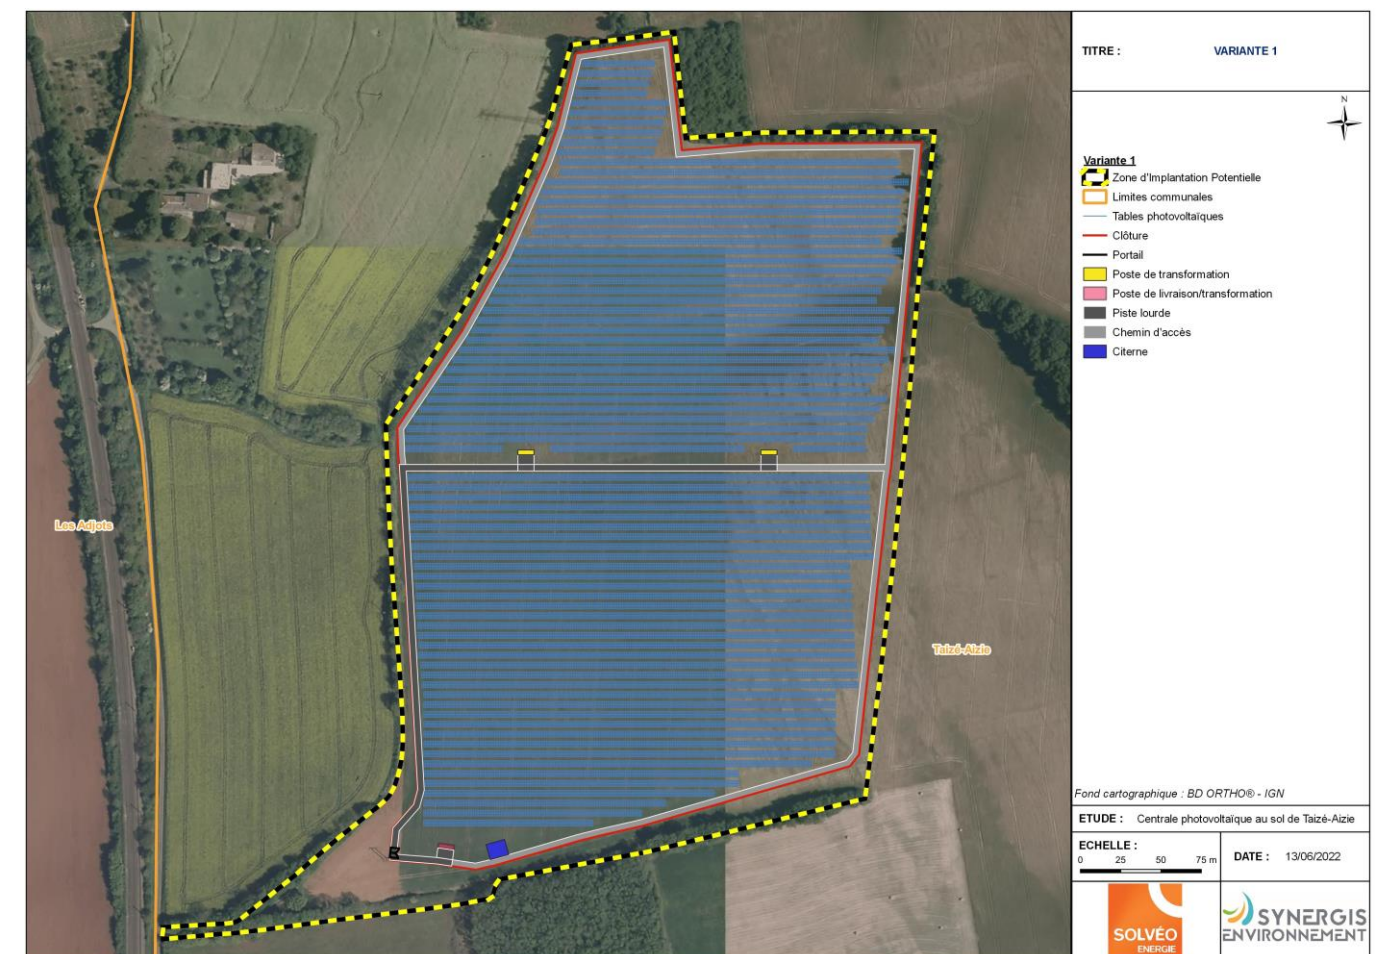 TITRE : VARIANTE 1
N
Variante 1
Zone d'Implantation Potentielle
Limites communales
Tables photovoltaïques
Clôture
Portail
Poste de transformation
Poste de livraison/transformation
Piste lourde
Chemin d'accès
Citerne
Les Adjots
Taizé-Aizie
Fond cartographique : BD ORTHO® - IGN
ETUDE : Centrale photovoltaïque au sol de Taizé-Aizie
ECHELLE :
0 25 50 75 m
DATE : 13/06/2022
SOLVÉO
ENERGIE
SYNERGIS
ENVIRONNEMENT